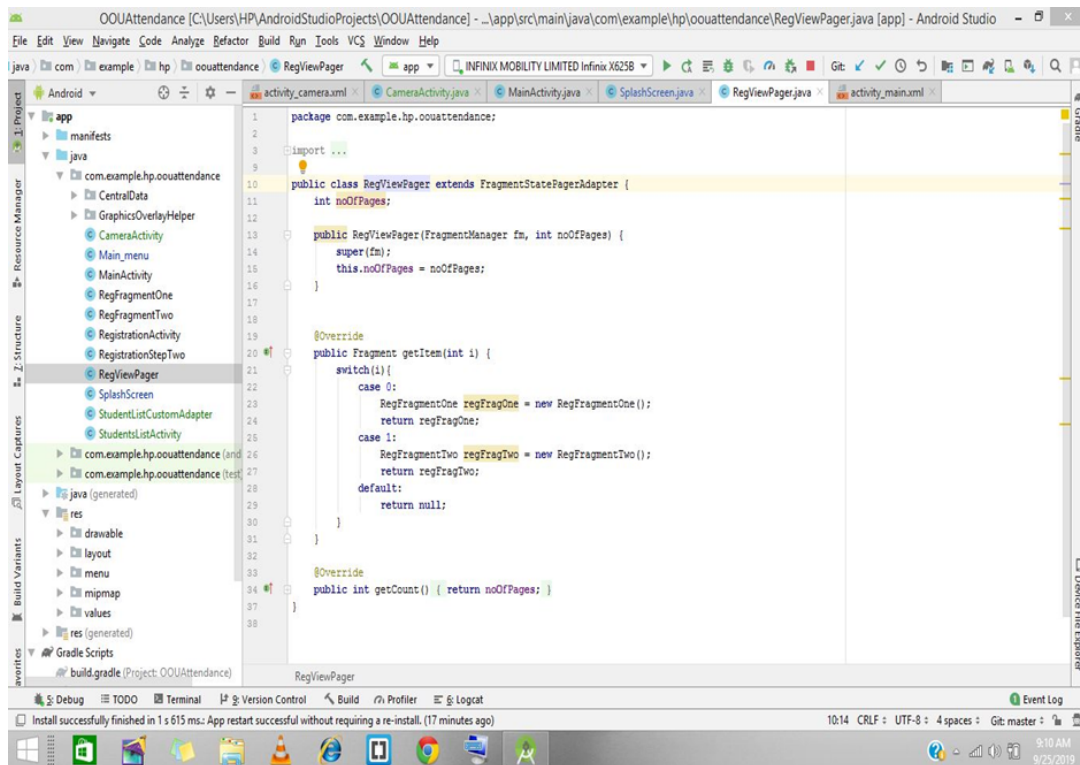 OOUAttendance [C:\Users\HP\AndroidStudioProjects\OOUAttendance] - ...\app\src\main\java\com\example\hp\oouattendance\RegViewPager.java [app] - Android Studio
File Edit View Navigate Code Analyze Refactor Build Run Tools VCS Window Help
java com example hp oouattendance RegViewPager app INFINIX MOBILITY LIMITED Infinix X625B Git:
Android
activity_camera.xml CameraActivity.java MainActivity.java SplashScreen.java RegViewPager.java activity_main.xml
1: Project
Resource Manager
Z: Structure
Layout Captures
Build Variants
avorites
app
manifests
java
com.example.hp.oouattendance
CentralData
GraphicsOverlayHelper
CameraActivity
Main_menu
MainActivity
RegFragmentOne
RegFragmentTwo
RegistrationActivity
RegistrationStepTwo
RegViewPager
SplashScreen
StudentListCustomAdapter
StudentsListActivity
com.example.hp.oouattendance (and
com.example.hp.oouattendance (test
java (generated)
res
drawable
layout
menu
mipmap
values
res (generated)
Gradle Scripts
build.gradle (Project: OOUAttendance)
1 package com.example.hp.oouattendance;
2
3 import ...
9
10 public class RegViewPager extends FragmentStatePagerAdapter {
11 int noOfPages;
12
13 public RegViewPager(FragmentManager fm, int noOfPages) {
14 super(fm);
15 this.noOfPages = noOfPages;
16 }
17
18
19 @Override
20 public Fragment getItem(int i) {
21 switch(i){
22 case 0:
23 RegFragmentOne regFragOne = new RegFragmentOne();
24 return regFragOne;
25 case 1:
26 RegFragmentTwo regFragTwo = new RegFragmentTwo();
27 return regFragTwo;
28 default:
29 return null;
30 }
31 }
32
33 @Override
34 public int getCount() { return noOfPages; }
37 }
38
RegViewPager
Gradle
Device File Explorer
5: Debug TODO Terminal 9: Version Control Build Profiler 6: Logcat 1 Event Log
Install successfully finished in 1 s 615 ms.: App restart successful without requiring a re-install. (17 minutes ago) 10:14 CRLF UTF-8 4 spaces Git: master
9:10 AM
9/25/2019